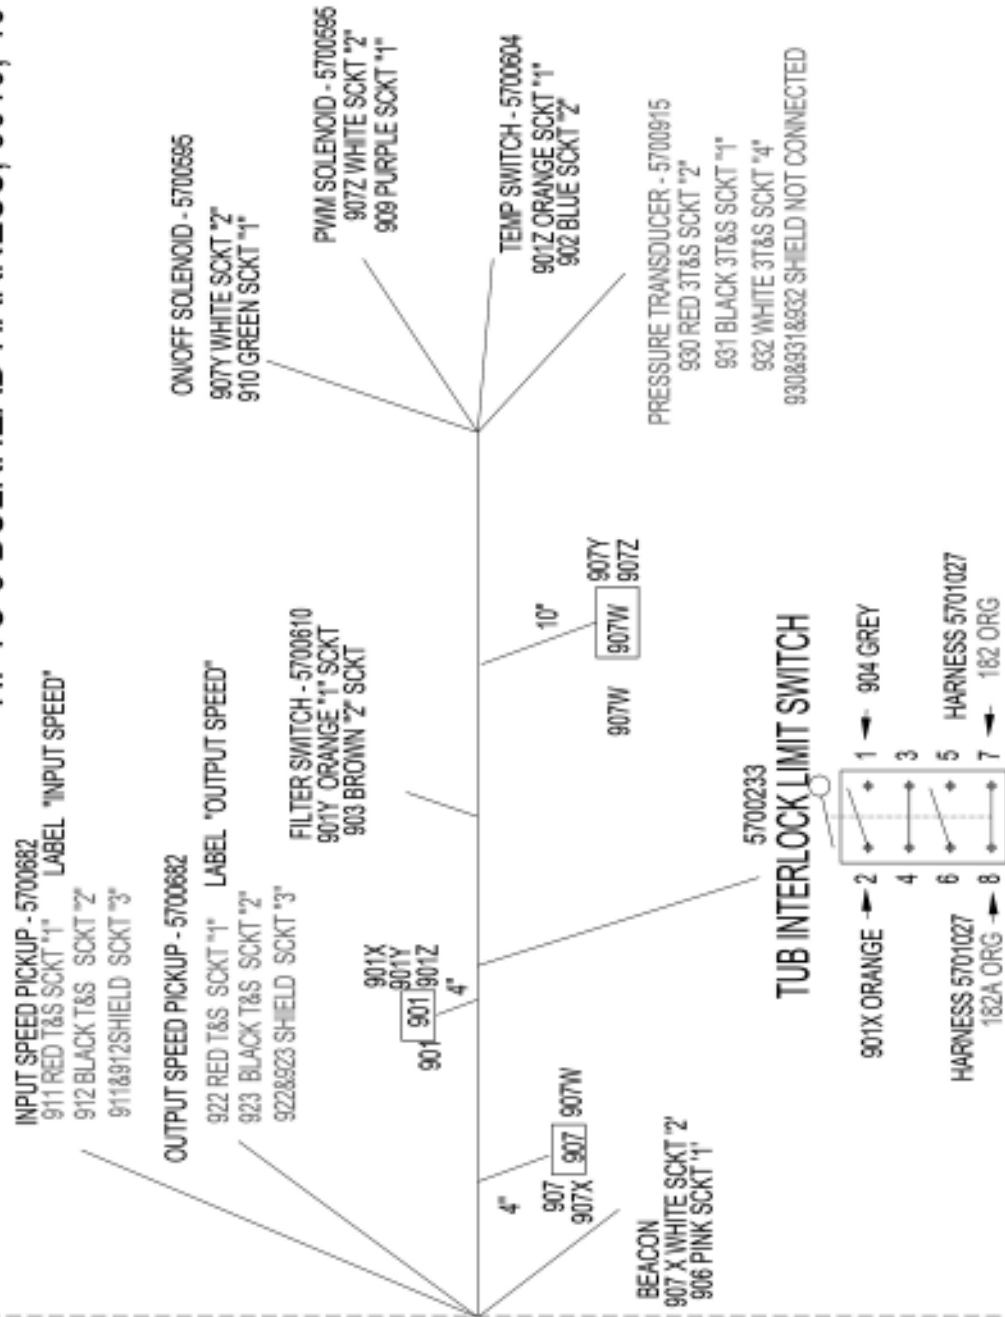 INPUT SPEED PICKUP - 5700682
911 RED T&S SCKT "1" LABEL "INPUT SPEED"
912 BLACK T&S SCKT "2"
911&912SHIELD SCKT "3"
OUTPUT SPEED PICKUP - 5700682
922 RED T&S SCKT "1" LABEL "OUTPUT SPEED"
923 BLACK T&S SCKT "2"
922&923 SHIELD SCKT "3"
FILTER SWITCH - 5700610
901Y ORANGE "1" SCKT
903 BROWN "2" SCKT
ON/OFF SOLENOID - 5700595
907Y WHITE SCKT "2"
910 GREEN SCKT "1"
PWM SOLENOID - 5700595
907Z WHITE SCKT "2"
909 PURPLE SCKT "1"
TEMP SWITCH - 5700604
901Z ORANGE SCKT "1"
902 BLUE SCKT "2"
PRESSURE TRANSDUCER - 5700915
930 RED 3T&S SCKT "2"
931 BLACK 3T&S SCKT "1"
932 WHITE 3T&S SCKT "4"
930&931&932 SHIELD NOT CONNECTED
901X
901Y
901 901 901Z
4"
4"
907 907 907W
907X
BEACON
907 X WHITE SCKT '2'
906 PINK SCKT '1'
10"
907Y
907W 907W 907Z
5700233
TUB INTERLOCK LIMIT SWITCH
901X ORANGE 2 1 904 GREY
4 3
HARNESS 5701027 6 5 HARNESS 5701027
182A ORG 8 7 182 ORG